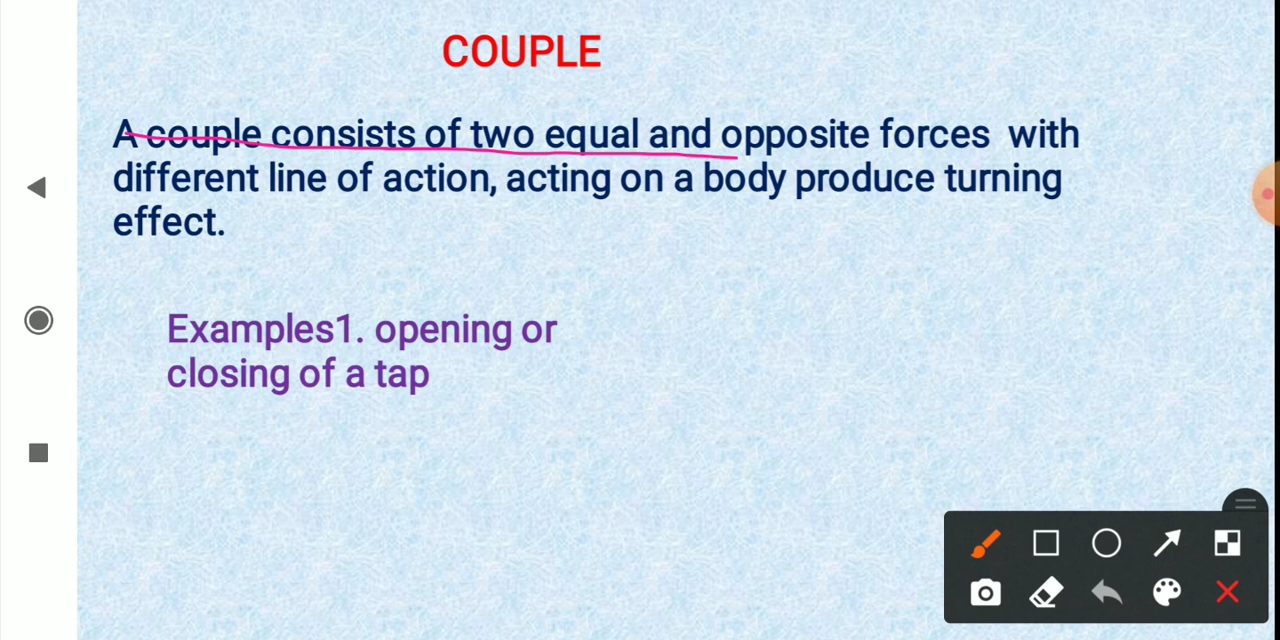 COUPLE
A couple consists of two equal and opposite forces with
different line of action, acting on a body produce turning
effect.
Examples1. opening or
closing of a tap